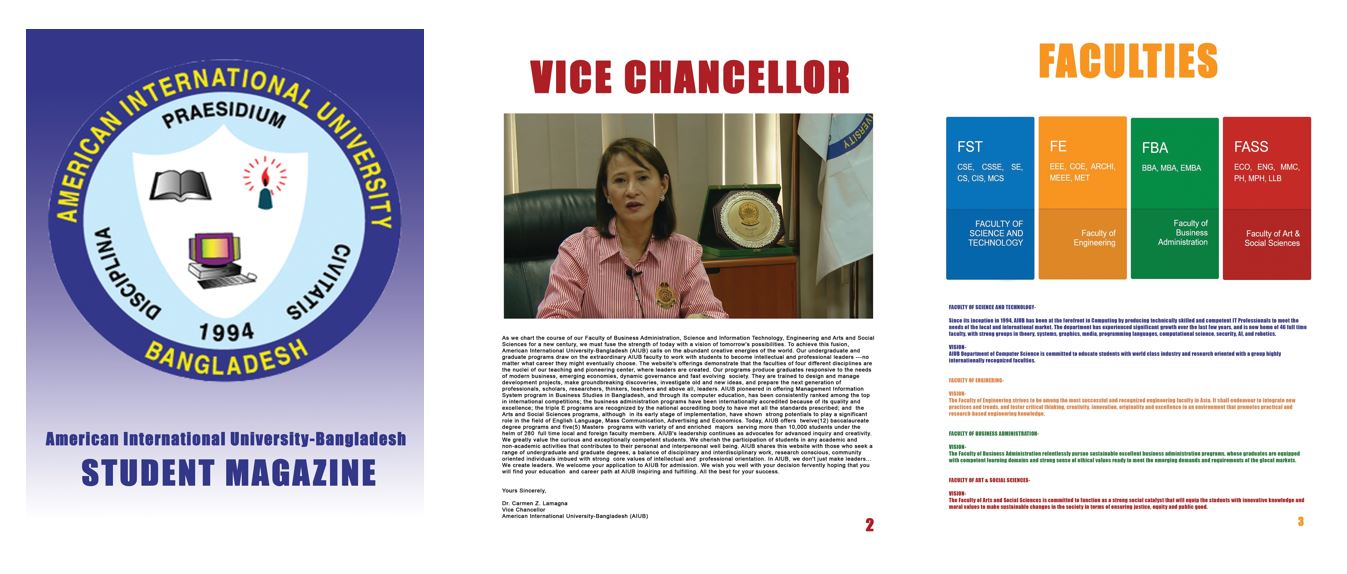 AMERICAN INTERNATIONAL UNIVERSITY
PRAESIDIUM
DISCIPLINA
CIVITATIS
1994
BANGLADESH
American International University-Bangladesh
STUDENT MAGAZINE
VICE CHANCELLOR
VERSITY
As we chart the course of our Faculty of Business Administration, Science and Information Technology, Engineering and Arts and Social
Sciences for a new century, we must fuse the strength of today with a vision of tomorrow's possibilities. To achieve this fusion,
American International University-Bangladesh (AIUB) calls on the abundant creative energies of the world. Our undergraduate and
graduate programs draw on the extraordinary AIUB faculty to work with students to become intellectual and professional leaders —no
matter what career they might eventually choose. The website's offerings demonstrate that the faculties of four different disciplines are
the nuclei of our teaching and pioneering center, where leaders are created. Our programs produce graduates responsive to the needs
of modern business, emerging economies, dynamic governance and fast evolving society. They are trained to design and manage
development projects, make groundbreaking discoveries, investigate old and new ideas, and prepare the next generation of
professionals, scholars, researchers, thinkers, teachers and above all, leaders. AIUB pioneered in offering Management Information
System program in Business Studies in Bangladesh, and through its computer education, has been consistently ranked among the top
in international competitions; the business administration programs have been internationally accredited because of its quality and
excellence; the triple E programs are recognized by the national accrediting body to have met all the standards prescribed; and the
Arts and Social Sciences programs, although in its early stage of implementation, have shown strong potentials to play a significant
role in the field of English Language, Mass Communication, Advertising and Economics. Today, AIUB offers twelve(12) baccalaureate
degree programs and five(5) Masters programs with variety of and enriched majors serving more than 10,000 students under the
helm of 280 full time local and foreign faculty members. AIUB's leadership continues as advocates for advanced inquiry and creativity.
We greatly value the curious and exceptionally competent students. We cherish the participation of students in any academic and
non-academic activities that contributes to their personal and interpersonal well being. AIUB shares this website with those who seek a
range of undergraduate and graduate degrees, a balance of disciplinary and interdisciplinary work, research conscious, community
oriented individuals imbued with strong core values of intellectual and professional orientation. In AIUB, we don't just make leaders...
We create leaders. We welcome your application to AIUB for admission. We wish you well with your decision fervently hoping that you
will find your education and career path at AIUB inspiring and fulfilling. All the best for your success.
Yours Sincerely,
Dr. Carmen Z. Lamagna
Vice Chancellor
American International University-Bangladesh (AIUB)
2
FACULTIES
FST
CSE, CSSE, SE,
CS, CIS, MCS
FACULTY OF
SCIENCE AND
TECHNOLOGY
FE
EEE, COE, ARCHI,
MEEE, MET
Faculty of
Engineering
FBA
BBA, MBA, EMBA
Faculty of
Business
Administration
FASS
ECO, ENG, MMC,
PH, MPH, LLB
Faculty of Art &
Social Sciences
FACULTY OF SCIENCE AND TECHNOLOGY-
Since its inception in 1994, AIUB has been at the forefront in Computing by producing technically skilled and competent IT Professionals to meet the
needs of the local and international market. The department has experienced significant growth over the last few years, and is now home of 46 full time
faculty, with strong groups in theory, systems, graphics, media, programming languages, computational science, security, AI, and robotics.
VISION-
AIUB Department of Computer Science is committed to educate students with world class industry and research oriented with a group highly
internationally recognized faculties.
FACULTY OF ENGINERING-
VISION-
The Faculty of Engineering strives to be among the most successful and recognized engineering faculty in Asia. It shall endeavour to integrate new
practices and trends, and foster critical thinking, creativity, innovation, originality and excellence in an environment that promotes practical and
research-based engineering knowledge.
FACULTY OF BUSINESS ADMINISTRATION-
VISION-
The Faculty of Business Administration relentlessly pursue sustainable excellent business administration programs, whose graduates are equipped
with competent learning domains and strong sense of ethical values ready to meet the emerging demands and requirements of the glocal markets.
FACULTY OF ART & SOCIAL SCIENCES-
VISION-
The Faculty of Arts and Social Sciences is committed to function as a strong social catalyst that will equip the students with innovative knowledge and
moral values to make sustainable changes in the society in terms of ensuring justice, equity and public good.
3